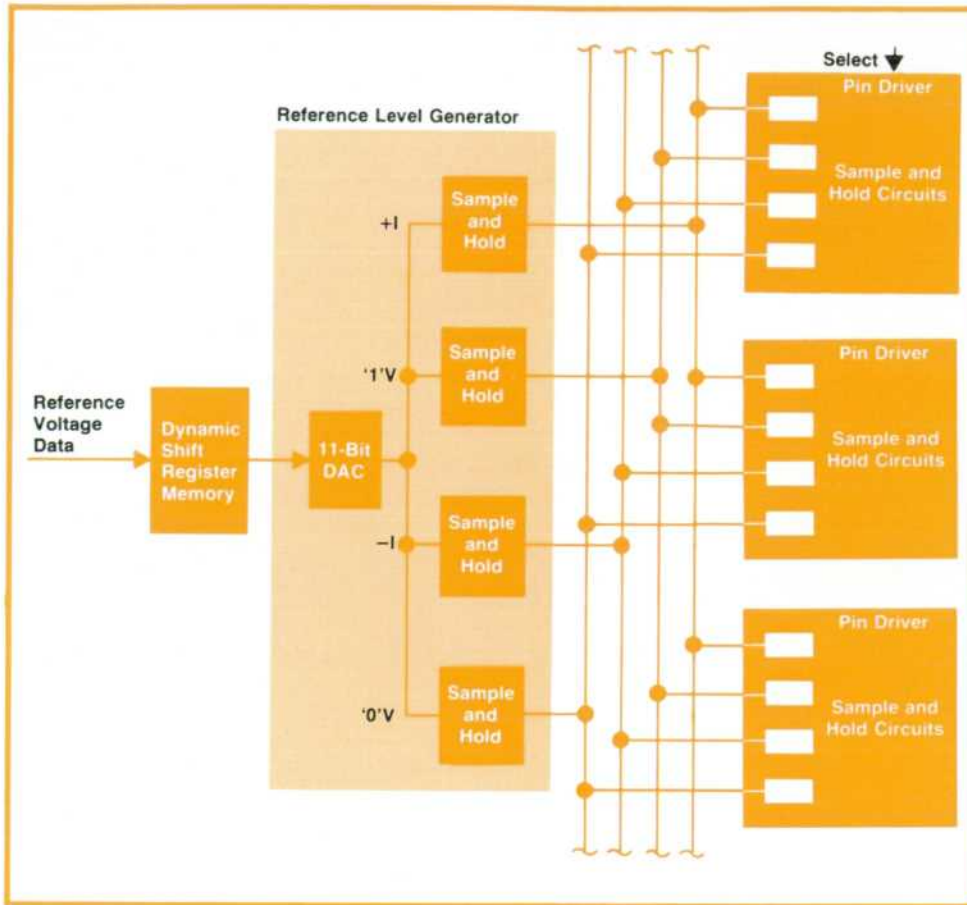 Select
Pin Driver
Sample and
Hold Circuits
Reference Level Generator
+I
Sample
and
Hold
'1'V
Sample
and
Hold
Reference
Voltage
Data
Dynamic
Shift
Register
Memory
11-Bit
DAC
–I
Sample
and
Hold
'0'V
Sample
and
Hold
Pin Driver
Sample and
Hold Circuits
Pin Driver
Sample and
Hold Circuits